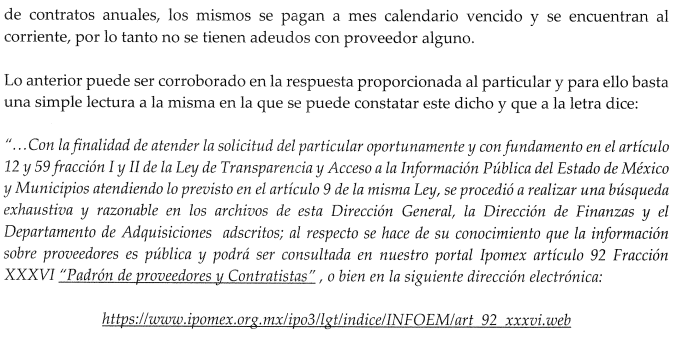 de contratos anuales, los mismos se pagan a mes calendario vencido y se encuentran al
corriente, por lo tanto no se tienen adeudos con proveedor alguno.
Lo anterior puede ser corroborado en la respuesta proporcionada al particular y para ello basta
una simple lectura a la misma en la que se puede constatar este dicho y que a la letra dice:
“…Con la finalidad de atender la solicitud del particular oportunamente y con fundamento en el artículo
12 y 59 fracción I y II de la Ley de Transparencia y Acceso a la Información Pública del Estado de México
y Municipios atendiendo lo previsto en el artículo 9 de la misma Ley, se procedió a realizar una búsqueda
exhaustiva y razonable en los archivos de esta Dirección General, la Dirección de Finanzas y el
Departamento de Adquisiciones adscritos; al respecto se hace de su conocimiento que la información
sobre proveedores es pública y podrá ser consultada en nuestro portal Ipomex artículo 92 Fracción
XXXVI “Padrón de proveedores y Contratistas” , o bien en la siguiente dirección electrónica:
https://www.ipomex.org.mx/ipo3/lgt/indice/INFOEM/art_92_xxxvi.web